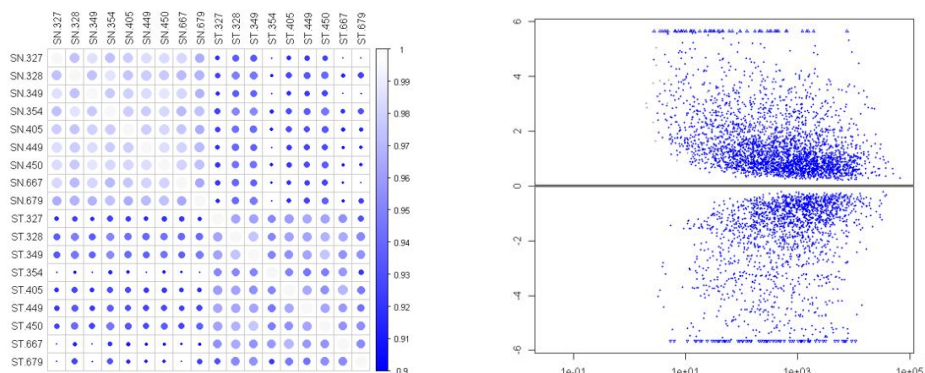 SN.327 SN.328 SN.349 SN.354 SN.405 SN.449 SN.450 SN.667 SN.679 ST.327 ST.328 ST.349 ST.354 ST.405 ST.449 ST.450 ST.667 ST.679
SN.327
SN.328
SN.349
SN.354
SN.405
SN.449
SN.450
SN.667
SN.679
ST.327
ST.328
ST.349
ST.354
ST.405
ST.449
ST.450
ST.667
ST.679
1
0.99
0.98
0.97
0.96
0.95
0.94
0.93
0.92
0.91
0.9
6
4
2
0
-2
-4
-6
1e-01 1e+01 1e+03 1e+05